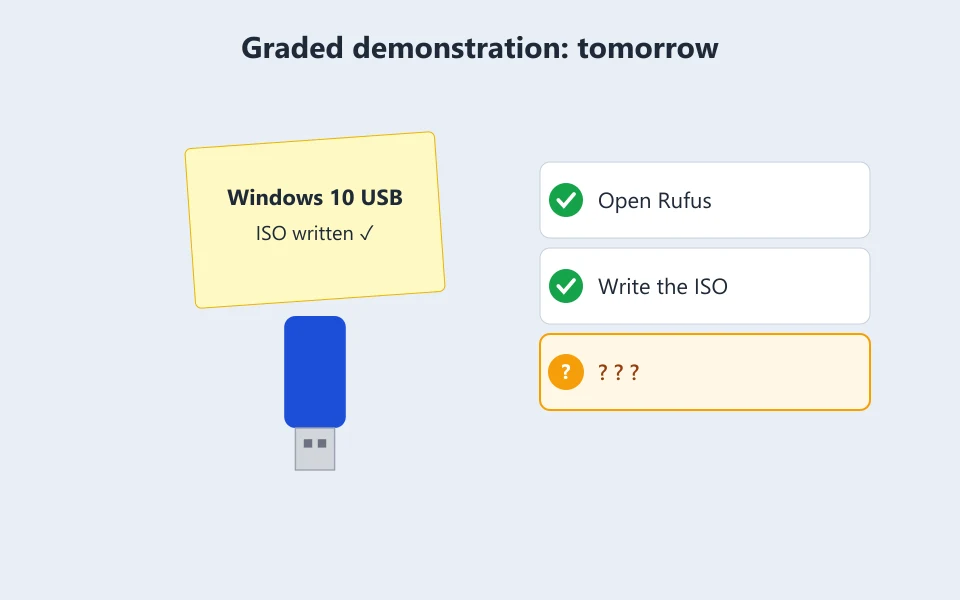 Graded demonstration: tomorrow
Windows 10 USB
ISO written ✓
Open Rufus
Write the ISO
?
? ? ?